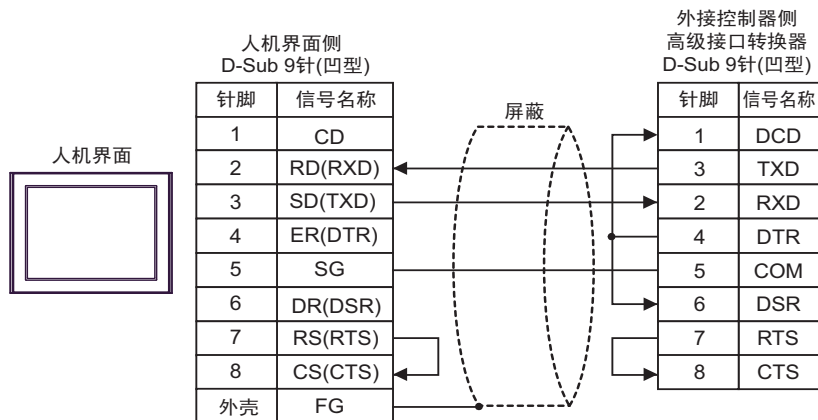 人机界面
人机界面侧
D-Sub 9针(凹型)
针脚 信号名称
1 CD
2 RD(RXD)
3 SD(TXD)
4 ER(DTR)
5 SG
6 DR(DSR)
7 RS(RTS)
8 CS(CTS)
外壳 FG
屏蔽
外接控制器侧
高级接口转换器
D-Sub 9针(凹型)
针脚 信号名称
1 DCD
3 TXD
2 RXD
4 DTR
5 COM
6 DSR
7 RTS
8 CTS